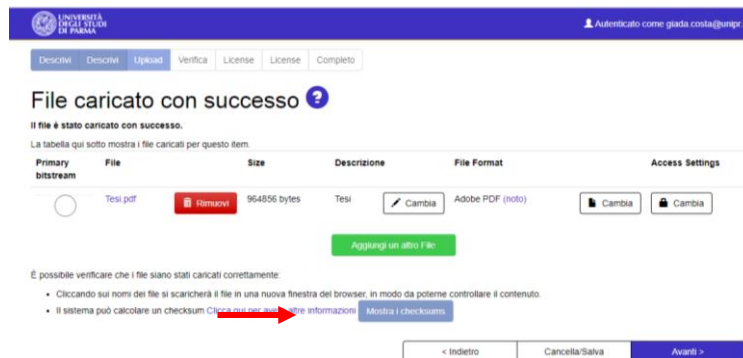 UNIVERSITÀ
DEGLI STUDI
DI PARMA
Autenticato come giada.costa@unipr.
Descrivi Descrivi Upload Verifica License License Completo
File caricato con successo ?
Il file è stato caricato con successo.
La tabella qui sotto mostra i file caricati per questo item.
Primary bitstream File Size Descrizione File Format Access Settings
Tesi.pdf Rimuovi 964856 bytes Tesi Cambia Adobe PDF (noto) Cambia Cambia
Aggiungi un altro File
È possibile verificare che i file siano stati caricati correttamente:
Cliccando sui nomi dei file si scaricherà il file in una nuova finestra del browser, in modo da poterne controllare il contenuto.
Il sistema può calcolare un checksum Clicca qui per avere altre informazioni Mostra i checksums
< Indietro Cancella/Salva Avanti >